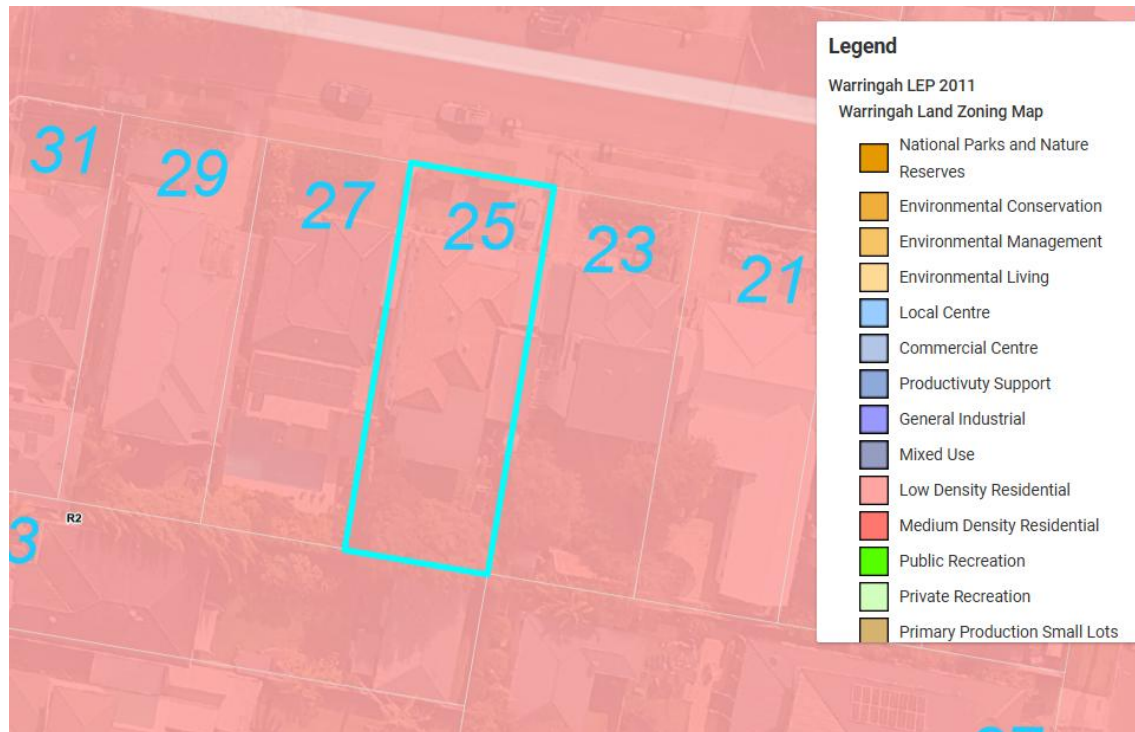 31
29
27
25
23
21
R2
3
Legend
Warringah LEP 2011
Warringah Land Zoning Map
National Parks and Nature
Reserves
Environmental Conservation
Environmental Management
Environmental Living
Local Centre
Commercial Centre
Productivuty Support
General Industrial
Mixed Use
Low Density Residential
Medium Density Residential
Public Recreation
Private Recreation
Primary Production Small Lots